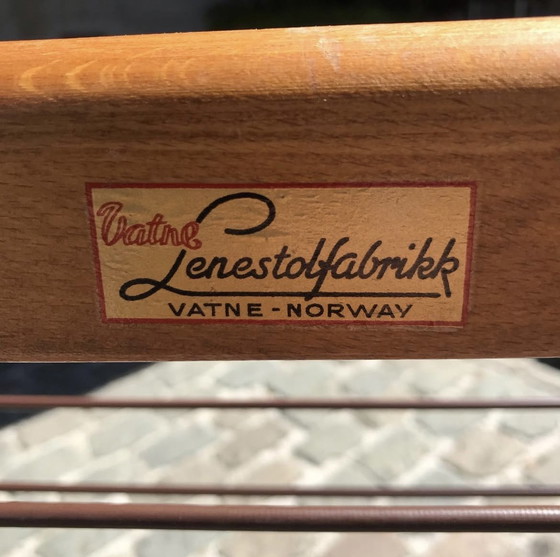 Vatne
Lenestolfabrikk
VATNE - NORWAY